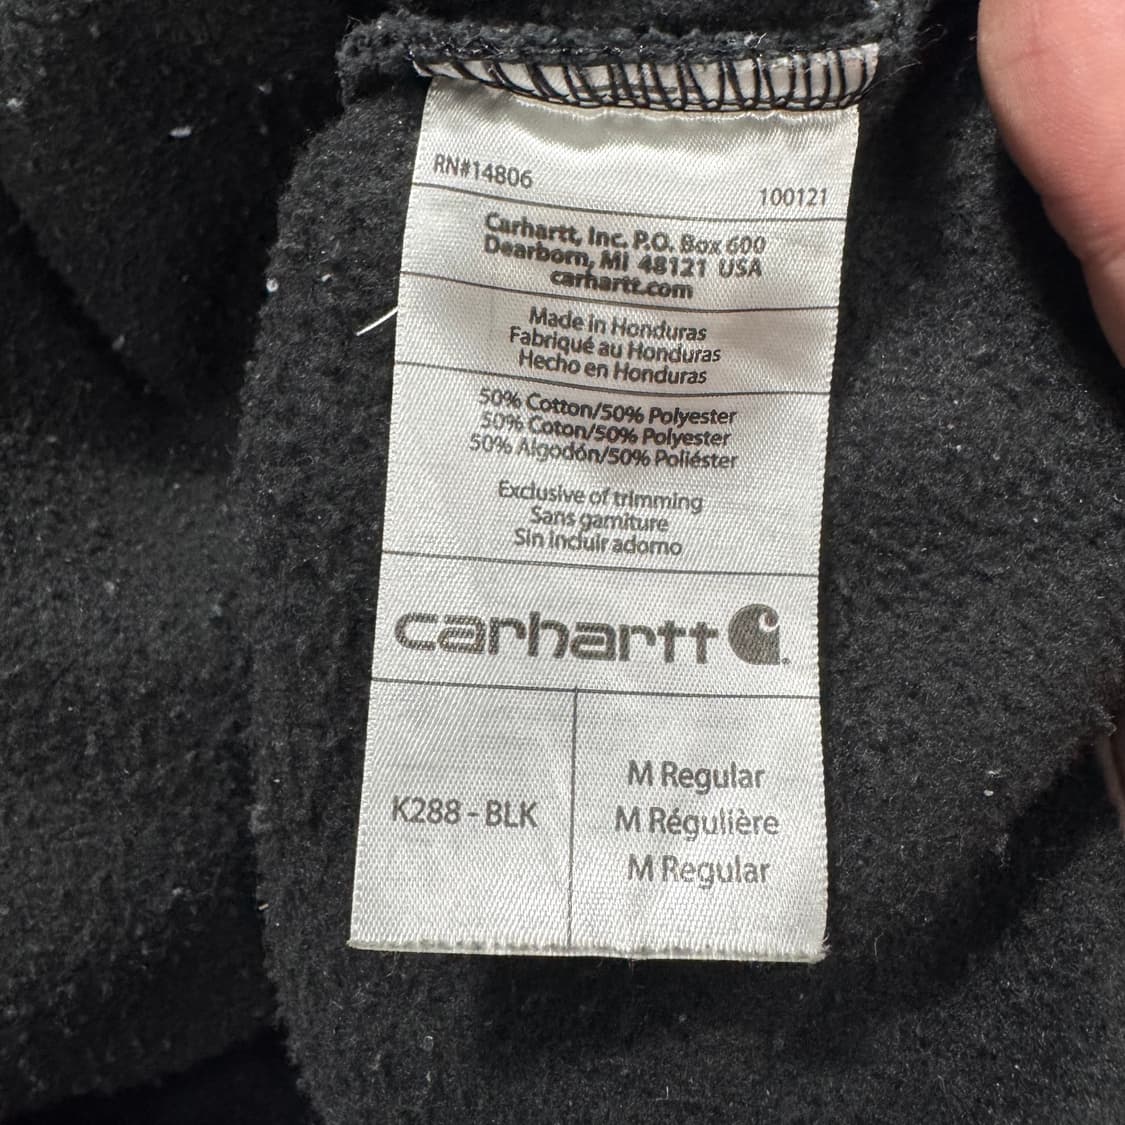 RN#14806
100121
Carhartt, Inc. P.O. Box 600
Dearborn, MI 48121 USA
carhartt.com
Made in Honduras
Fabriqué au Honduras
Hecho en Honduras
50% Cotton/50% Polyester
50% Coton/50% Polyester
50% Algodón/50% Poliéster
Exclusive of trimming
Sans garniture
Sin incluir adorno
carhartt
K288 - BLK
M Regular
M Régulière
M Regular